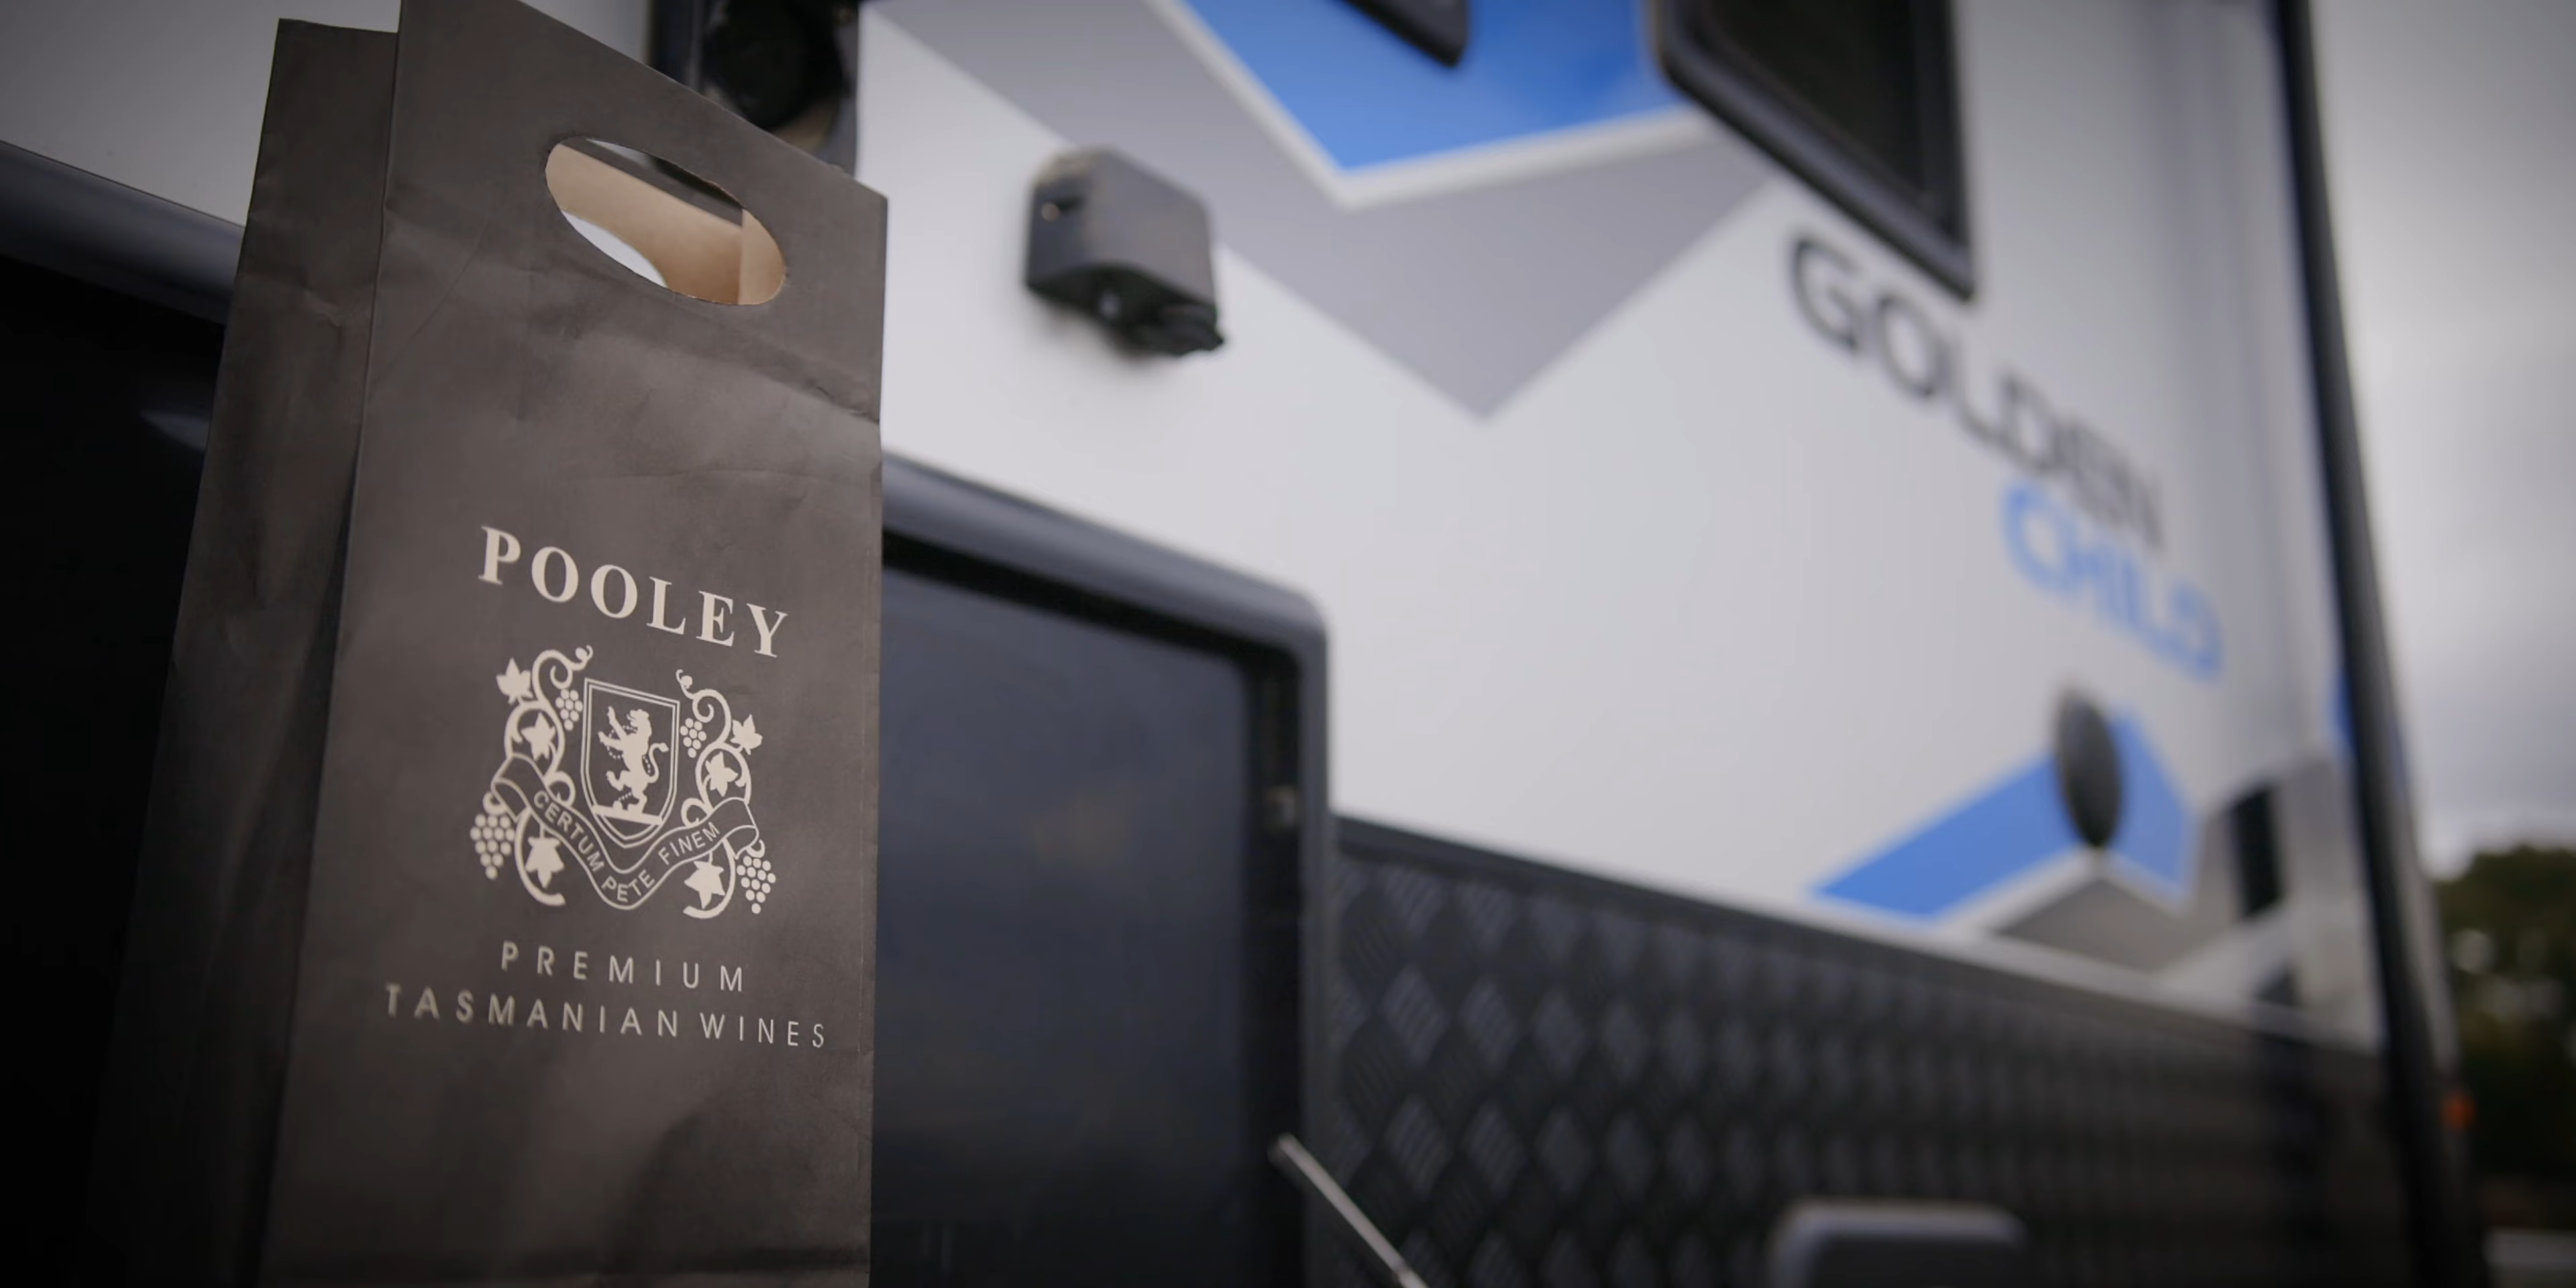 POOLEY
CERTUM PETE FINEM
PREMIUM
TASMANIAN WINES
GOLDEN
CHILD